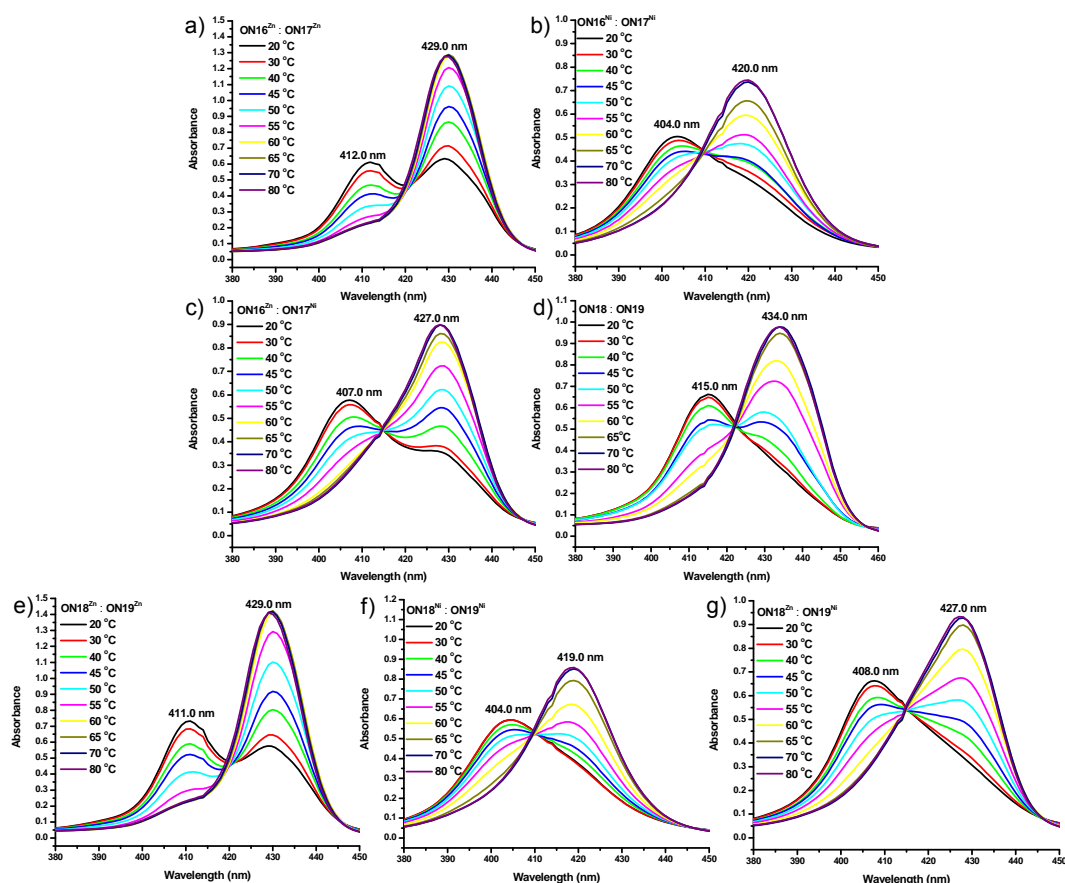 a)
ON16Zn : ON17Zn
20 °C
30 °C
40 °C
45 °C
50 °C
55 °C
60 °C
65 °C
70 °C
80 °C
412.0 nm
429.0 nm
Absorbance
1.5
1.4
1.3
1.2
1.1
1.0
0.9
0.8
0.7
0.6
0.5
0.4
0.3
0.2
0.1
0.0
380 390 400 410 420 430 440 450
Wavelength (nm)
b)
ON16Ni : ON17Ni
20 °C
30 °C
40 °C
45 °C
50 °C
55 °C
60 °C
65 °C
70 °C
80 °C
404.0 nm
420.0 nm
Absorbance
1.0
0.9
0.8
0.7
0.6
0.5
0.4
0.3
0.2
0.1
0.0
380 390 400 410 420 430 440 450
Wavelength (nm)
c)
ON16Zn : ON17Ni
20 °C
30 °C
40 °C
45 °C
50 °C
55 °C
60 °C
65 °C
70 °C
80 °C
407.0 nm
427.0 nm
Absorbance
1.0
0.9
0.8
0.7
0.6
0.5
0.4
0.3
0.2
0.1
0.0
380 390 400 410 420 430 440 450
Wavelength (nm)
d)
ON18 : ON19
20 °C
30 °C
40 °C
45 °C
50 °C
55 °C
60 °C
65°C
70 °C
80 °C
415.0 nm
434.0 nm
Absorbance
1.1
1.0
0.9
0.8
0.7
0.6
0.5
0.4
0.3
0.2
0.1
0.0
380 390 400 410 420 430 440 450 460
Wavelength (nm)
e)
ON18Zn : ON19Zn
20 °C
30 °C
40 °C
45 °C
50 °C
55 °C
60 °C
65 °C
70 °C
80 °C
411.0 nm
429.0 nm
Absorbance
1.5
1.4
1.3
1.2
1.1
1.0
0.9
0.8
0.7
0.6
0.5
0.4
0.3
0.2
0.1
0.0
380 390 400 410 420 430 440 450
Wavelength (nm)
f)
ON18Ni : ON19Ni
20 °C
30 °C
40 °C
45 °C
50 °C
55 °C
60 °C
65 °C
70 °C
80 °C
404.0 nm
419.0 nm
Absorbance
1.0
0.9
0.8
0.7
0.6
0.5
0.4
0.3
0.2
0.1
0.0
380 390 400 410 420 430 440 450
Wavelength (nm)
g)
ON18Zn : ON19Ni
20 °C
30 °C
40 °C
45 °C
50 °C
55 °C
60 °C
65 °C
70 °C
80 °C
408.0 nm
427.0 nm
Absorbance
0.9
0.8
0.7
0.6
0.5
0.4
0.3
0.2
0.1
0.0
380 390 400 410 420 430 440 450
Wavelength (nm)